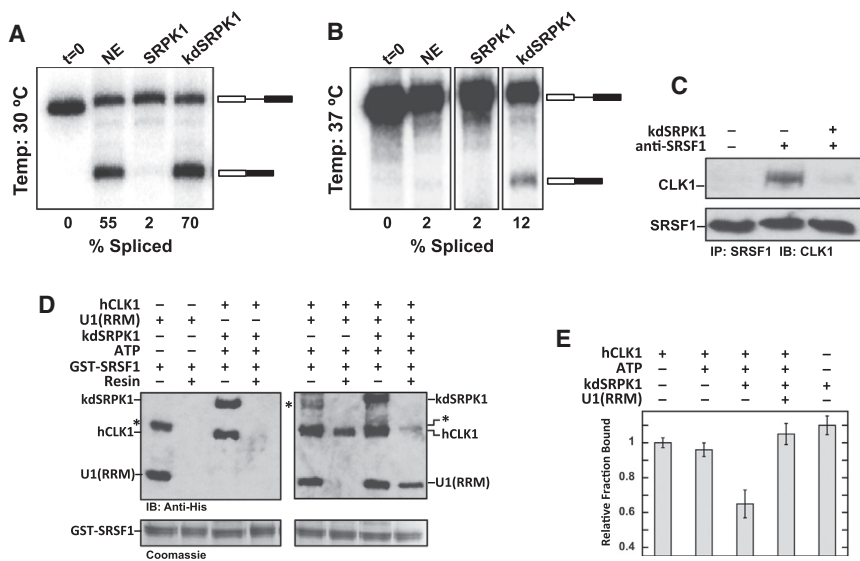 A
t=0 NE SRPK1 kdSRPK1
Temp: 30 ºC
0 55 2 70
% Spliced
B
t=0 NE SRPK1 kdSRPK1
Temp: 37 ºC
0 2 2 12
% Spliced
C
kdSRPK1 – – +
anti-SRSF1 – + +
CLK1–
SRSF1–
IP: SRSF1 IB: CLK1
D
hCLK1 – – + + + + + +
U1(RRM) + + – – + + + +
kdSRPK1 – – + + – – + +
ATP – – + + + + + +
GST-SRSF1 + + + + + + + +
Resin – + – + – + – +
kdSRPK1– * –kdSRPK1
*– *
hCLK1– hCLK1
U1(RRM)– –U1(RRM)
IB: Anti-His
GST-SRSF1–
Coomassie
E
hCLK1 + + + + –
ATP – + + + –
kdSRPK1 – – + + +
U1(RRM) – – – + –
Relative Fraction Bound
1
0.8
0.6
0.4